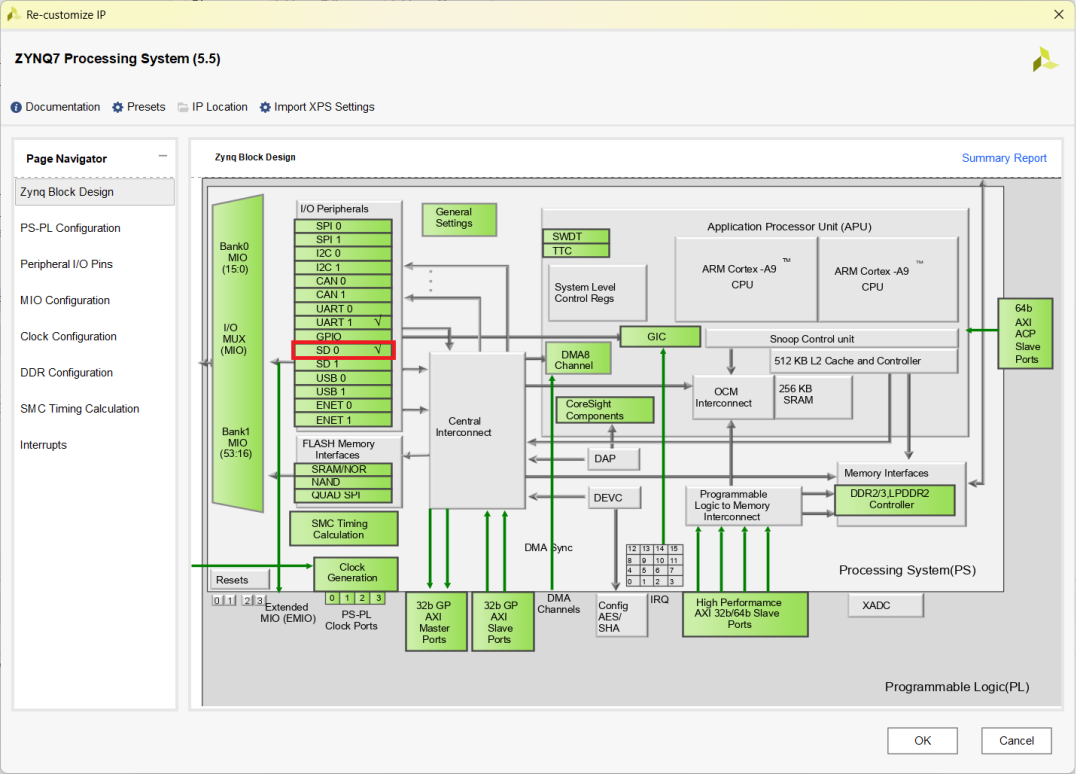 Re-customize IP
ZYNQ7 Processing System (5.5)
Documentation Presets IP Location Import XPS Settings
Page Navigator
Zynq Block Design
PS-PL Configuration
Peripheral I/O Pins
MIO Configuration
Clock Configuration
DDR Configuration
SMC Timing Calculation
Interrupts
Zynq Block Design
Summary Report
Bank0
MIO
(15:0)
I/O
MUX
(MIO)
Bank1
MIO
(53:16)
I/O Peripherals
SPI 0
SPI 1
I2C 0
I2C 1
CAN 0
CAN 1
UART 0
UART 1 √
GPIO
SD 0 √
SD 1
USB 0
USB 1
ENET 0
ENET 1
FLASH Memory
Interfaces
SRAM/NOR
NAND
QUAD SPI
SMC Timing
Calculation
General
Settings
Central
Interconnect
Application Processor Unit (APU)
SWDT
TTC
System Level
Control Regs
ARM Cortex -A9 ™
CPU
ARM Cortex -A9 ™
CPU
GIC
Snoop Control unit
DMA8
Channel
512 KB L2 Cache and Controller
OCM
Interconnect
256 KB
SRAM
CoreSight
Components
DAP
DEVC
64b
AXI
ACP
Slave
Ports
Memory Interfaces
DDR2/3,LPDDR2
Controller
Programmable
Logic to Memory
Interconnect
DMA Sync
12 13 14 15
8 9 10 11
4 5 6 7
0 1 2 3
Processing System(PS)
Resets
0 1 2 3
Clock
Generation
0 1 2 3
Extended
MIO (EMIO)
PS-PL
Clock Ports
32b GP
AXI
Master
Ports
32b GP
AXI
Slave
Ports
DMA
Channels
Config
AES/
SHA
IRQ
High Performamce
AXI 32b/64b Slave
Ports
XADC
Programmable Logic(PL)
OK
Cancel